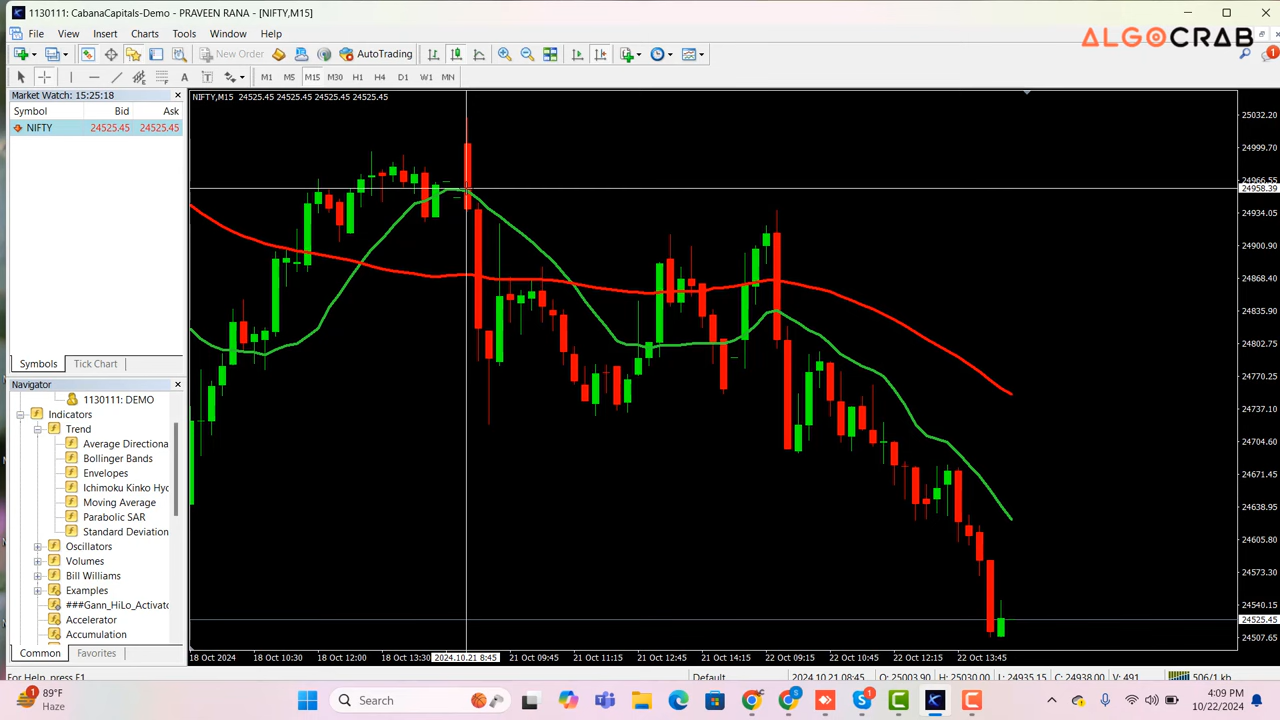 1130111: CabanaCapitals-Demo - PRAVEEN RANA - [NIFTY,M15]
File View Insert Charts Tools Window Help
ALGOCRAB
New Order AutoTrading
A T M1 M5 M15 M30 H1 H4 D1 W1 MN
Market Watch: 15:25:18
Symbol Bid Ask
NIFTY 24525.45 24525.45
Symbols Tick Chart
Navigator
1130111: DEMO
Indicators
Trend
Average Directiona
Bollinger Bands
Envelopes
Ichimoku Kinko Hyo
Moving Average
Parabolic SAR
Standard Deviation
Oscillators
Volumes
Bill Williams
Examples
###Gann_HiLo_Activato
Accelerator
Accumulation
Common Favorites
NIFTY,M15 24525.45 24525.45 24525.45 24525.45
25032.20
24999.70
24966.55
24958.39
24934.05
24900.90
24868.40
24835.90
24802.75
24770.25
24737.10
24704.60
24671.45
24638.95
24605.80
24573.30
24540.15
24525.45
24507.65
18 Oct 2024 18 Oct 10:30 18 Oct 12:00 18 Oct 13:30 2024.10.21 8:45 21 Oct 09:45 21 Oct 11:15 21 Oct 12:45 21 Oct 14:15 22 Oct 09:15 22 Oct 10:45 22 Oct 12:15 22 Oct 13:45
For Help, press F1 Default 2024.10.21 08:45 O: 25003.90 H: 25030.00 L: 24935.15 C: 24938.00 V: 491 506/1 kb
1
89°F
Haze
Search
1
4:09 PM
10/22/2024